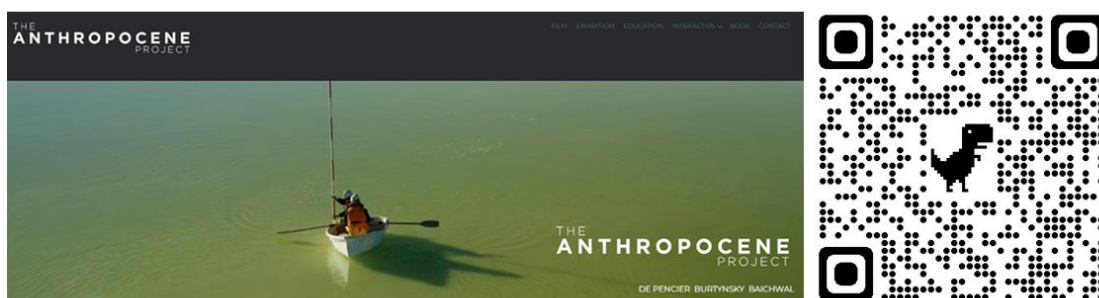 THE
ANTHROPOCENE
PROJECT
FILM EXHIBITION EDUCATION INTERACTIVE BOOK CONTACT
THE
ANTHROPOCENE
PROJECT
DE PENCIER BURTYNSKY BAICHWAL